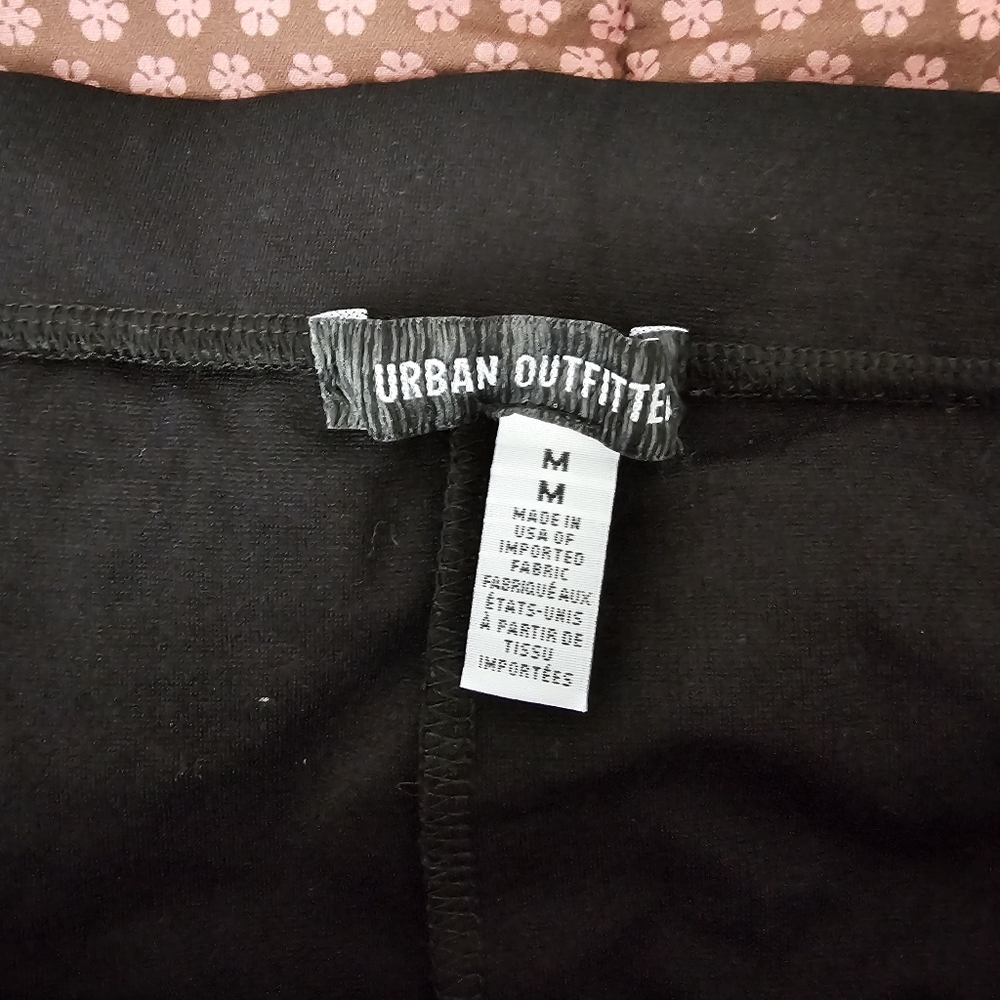 URBAN OUTFITTE
M
M
MADE IN
USA OF
IMPORTED
FABRIC
FABRIQUÉ AUX
ÉTATS-UNIS
À PARTIR DE
TISSU
IMPORTÉES